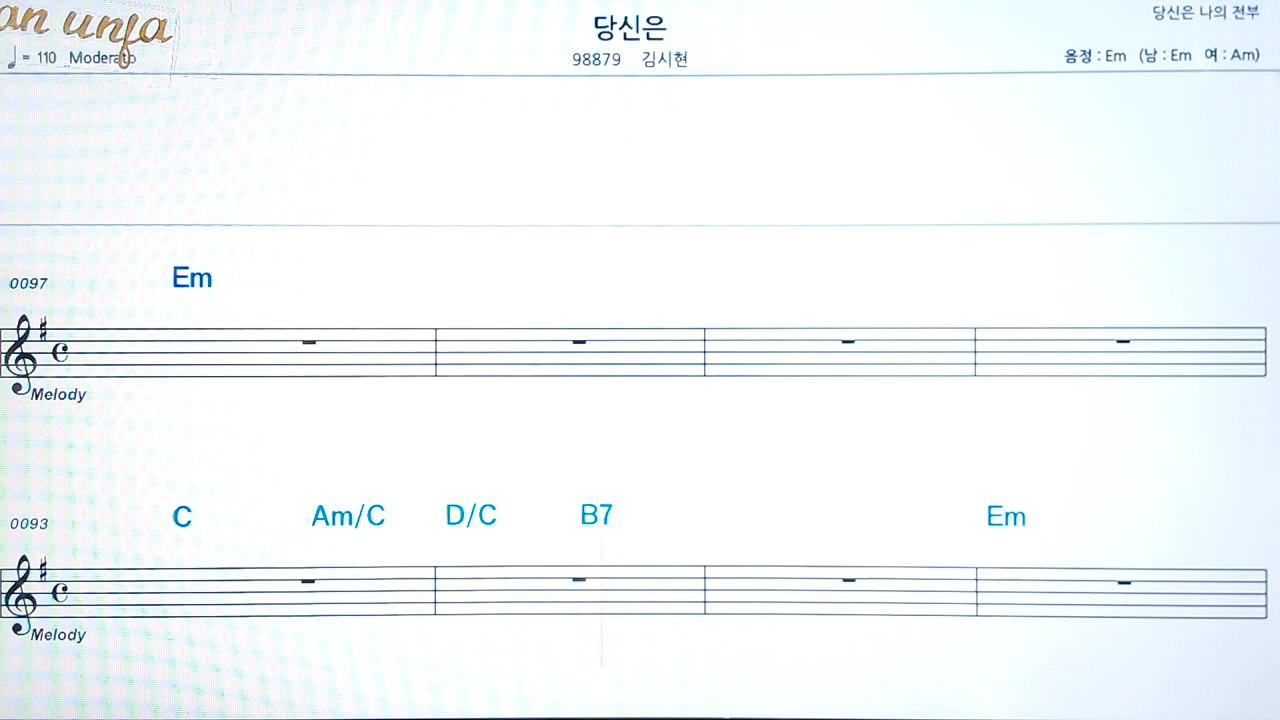 an unfa
♩ = 110 Moderato
당신은
98879 김시현
당신은 나의 전부
음정 : Em (남 : Em 여 : Am)
0097
Em
Melody
0093
C Am/C D/C B7 Em
Melody